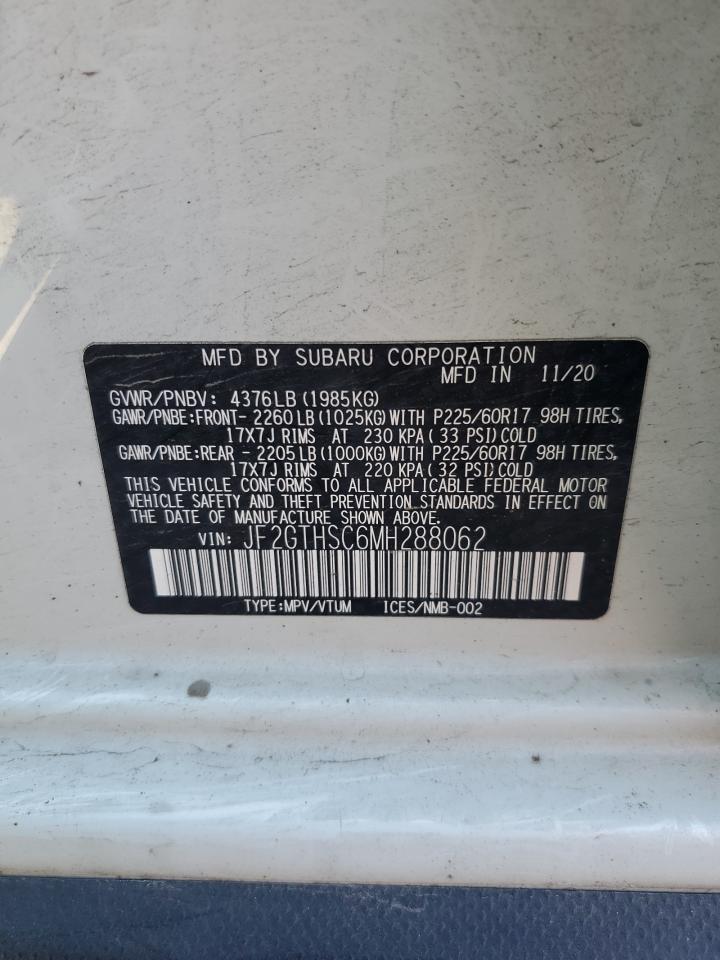 MFD BY SUBARU CORPORATION
MFD IN 11/20
GVWR/PNBV: 4376LB (1985KG)
GAWR/PNBE:FRONT- 2260LB (1025KG) WITH P225/60R17 98H TIRES,
17X7J RIMS AT 230 KPA ( 33 PSI) COLD
GAWR/PNBE:REAR - 2205LB (1000KG) WITH P225/60R17 98H TIRES,
17X7J RIMS AT 220 KPA ( 32 PSI) COLD
THIS VEHICLE CONFORMS TO ALL APPLICABLE FEDERAL MOTOR
VEHICLE SAFETY AND THEFT PREVENTION STANDARDS IN EFFECT ON
THE DATE OF MANUFACTURE SHOWN ABOVE.
VIN: JF2GTHSC6MH288062
TYPE:MPV/VTUM ICES/NMB-002